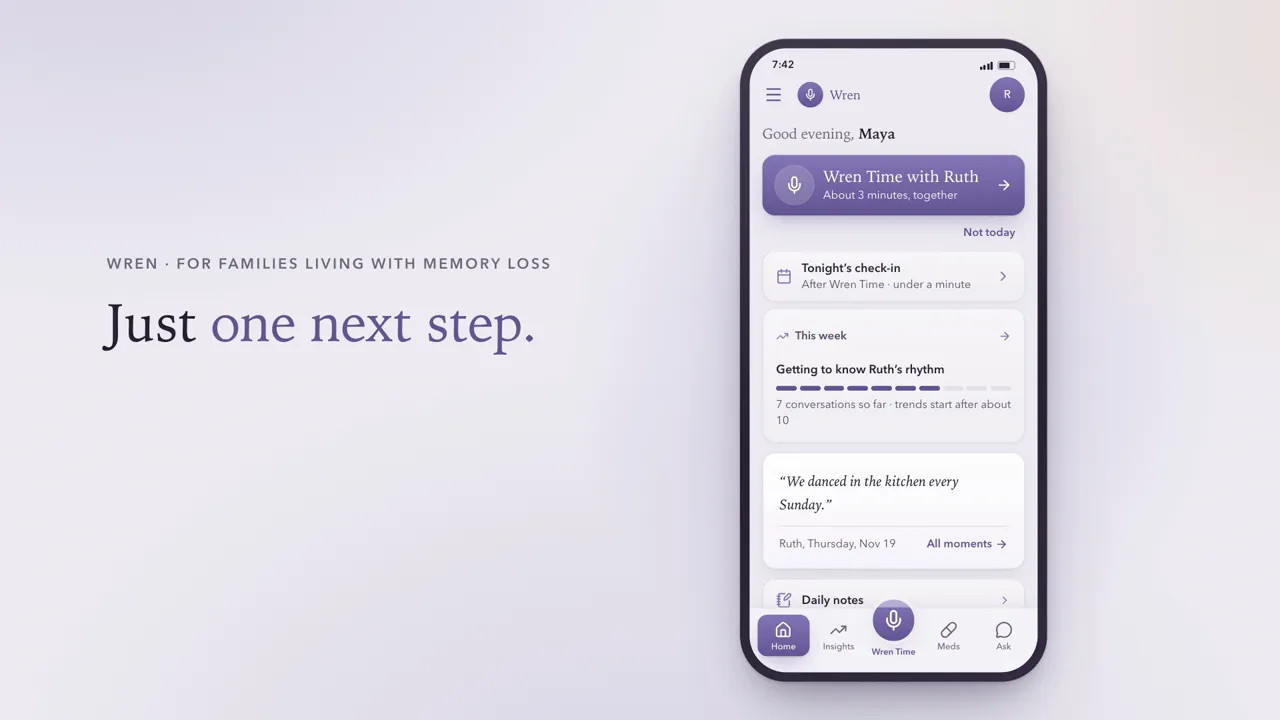 WREN · FOR FAMILIES LIVING WITH MEMORY LOSS
Just one next step.
7:42
Wren
R
Good evening, Maya
Wren Time with Ruth
About 3 minutes, together
Not today
Tonight’s check-in
After Wren Time · under a minute
This week
Getting to know Ruth’s rhythm
7 conversations so far · trends start after about
10
“We danced in the kitchen every
Sunday.”
Ruth, Thursday, Nov 19
All moments
Daily notes
Home
Insights
Wren Time
Meds
Ask